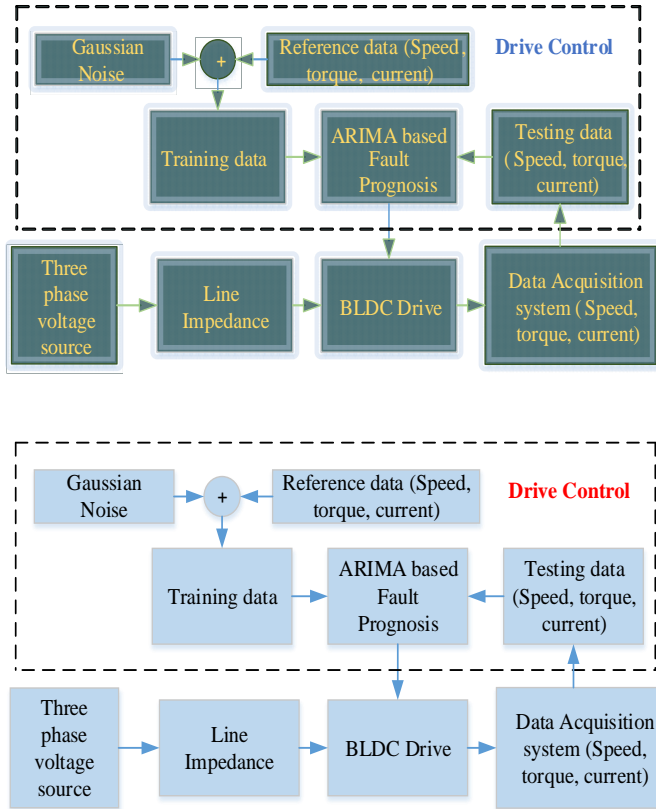 Gaussian
Noise
+
Reference data (Speed,
torque, current)
Drive Control
Training data
ARIMA based
Fault
Prognosis
Testing data
(Speed, torque,
current)
Three
phase
voltage
source
Line
Impedance
BLDC Drive
Data Acquisition
system (Speed,
torque, current)
Gaussian
Noise
+
Reference data (Speed,
torque, current)
Drive Control
Training data
ARIMA based
Fault
Prognosis
Testing data
(Speed, torque,
current)
Three
phase
voltage
source
Line
Impedance
BLDC Drive
Data Acquisition
system (Speed,
torque, current)